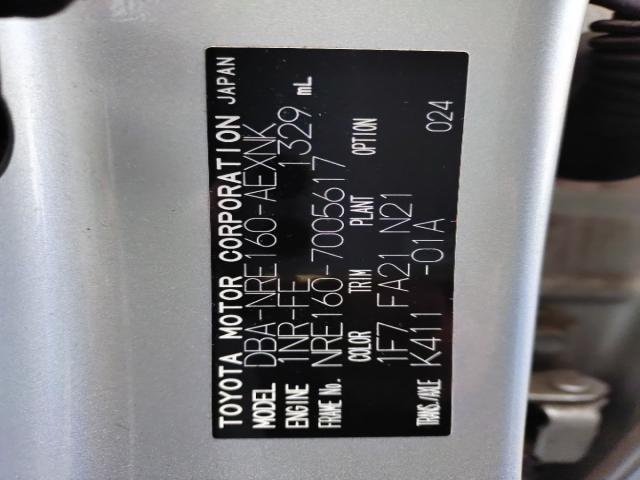 TOYOTA MOTOR CORPORATION JAPAN
MODEL DBA-NRE160-AEXNK
ENGINE 1NR-FE 1329 mL
FRAME No. NRE160-7005617
COLOR TRIM PLANT OPTION
1F7 FA21 N21
TRANS./AXLE K411 -01A 024